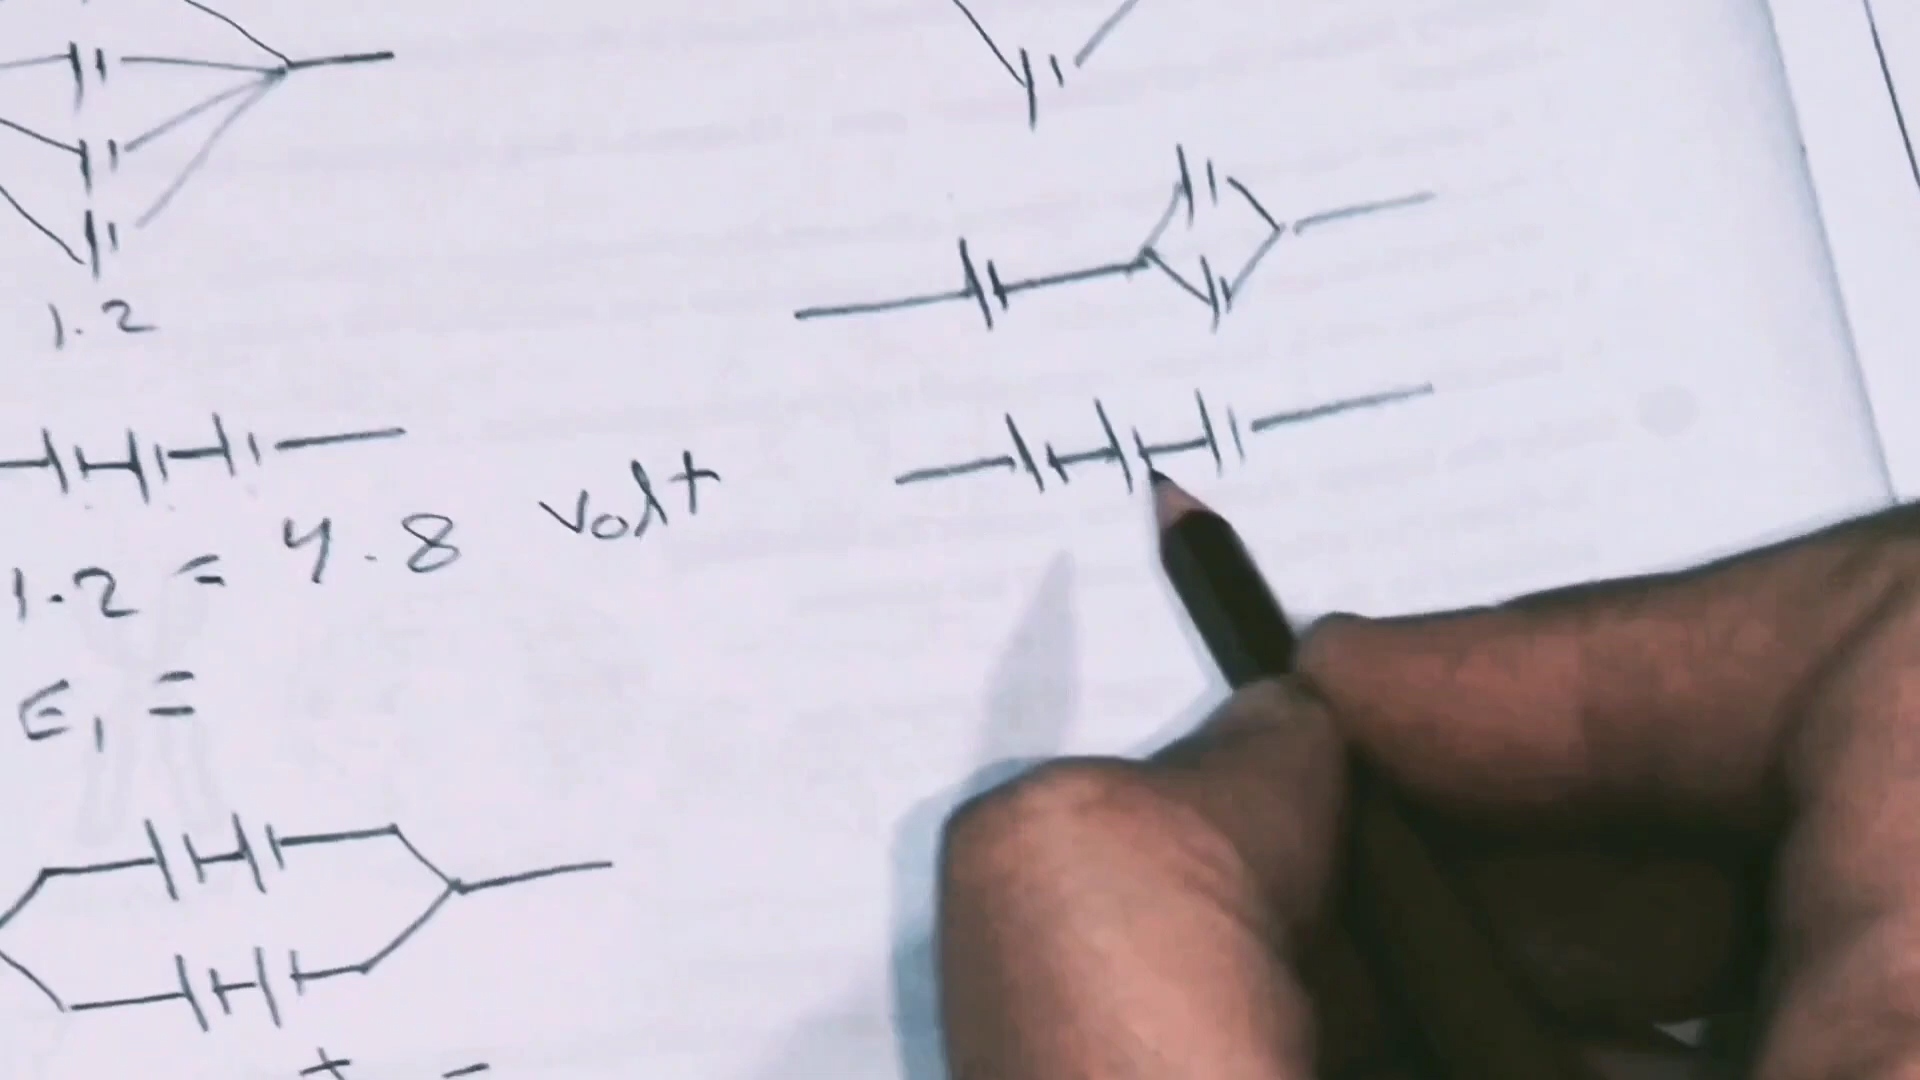 1.2
1.2 = 4.8 volt
E₁ =
+ -